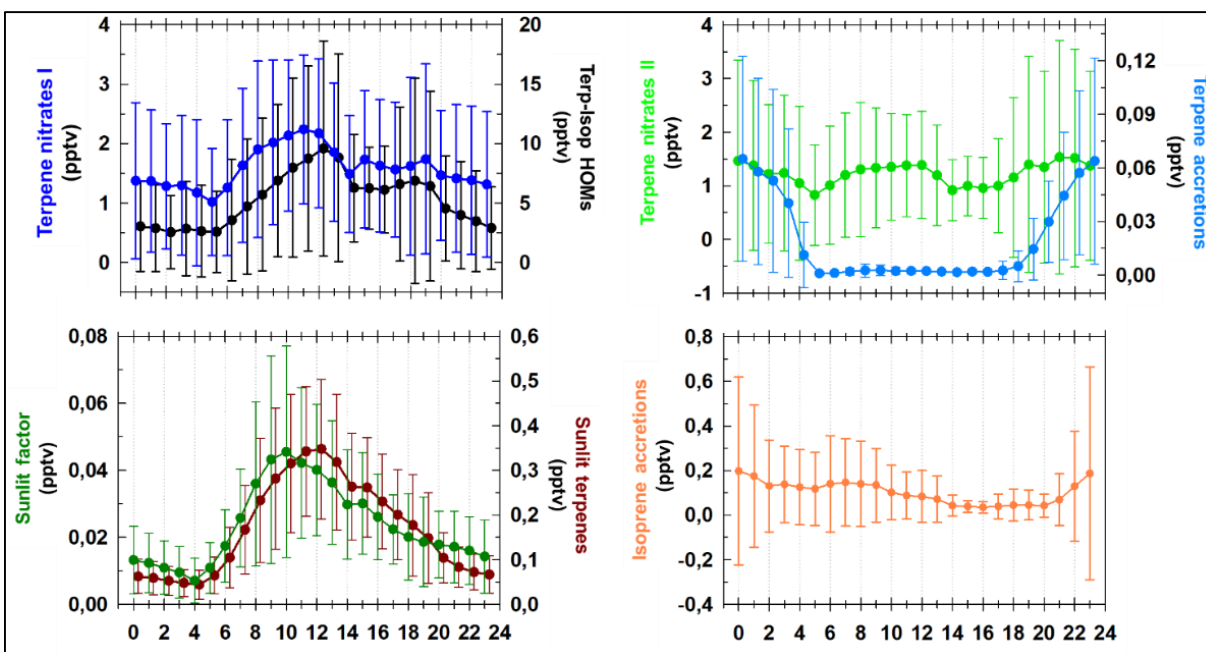 4
3
2
1
0
Terpene nitrates I
(pptv)
20
15
10
5
0
Terp-Isop HOMs
(pptv)
4
3
2
1
0
-1
Terpene nitrates II
(pptv)
0,12
0,09
0,06
0,03
0,00
Terpene accretions
(pptv)
0,08
0,06
0,04
0,02
0,00
Sunlit factor
(pptv)
0,6
0,5
0,4
0,3
0,2
0,1
0,0
Sunlit terpenes
(pptv)
0 2 4 6 8 10 12 14 16 18 20 22 24
0,8
0,6
0,4
0,2
0,0
-0,2
-0,4
Isoprene accretions
(pptv)
0 2 4 6 8 10 12 14 16 18 20 22 24